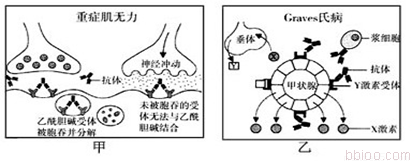 重症肌无力
神经冲动
抗体
乙酰胆碱受体
被胞吞并分解
未被胞吞的受
体无法与乙酰
胆碱结合
甲
Graves氏病
垂体
X
Y
浆细胞
抗体
甲状腺
Y激素受体
X激素
乙
bbioo.com